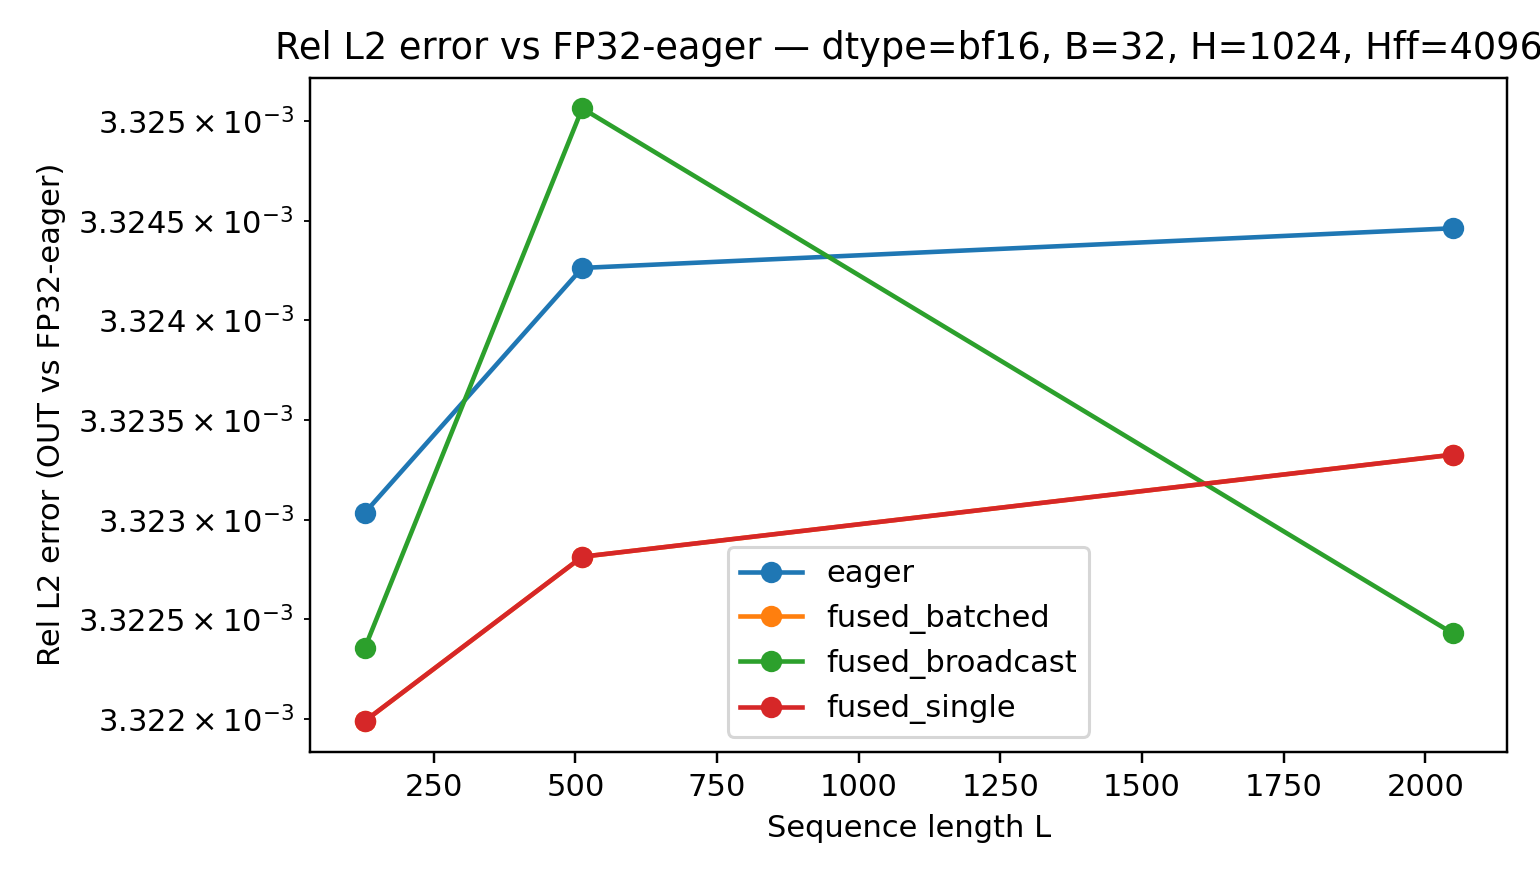 Rel L2 error vs FP32-eager — dtype=bf16, B=32, H=1024, Hff=4096
Rel L2 error (OUT vs FP32-eager)
3.325 × 10⁻³
3.3245 × 10⁻³
3.324 × 10⁻³
3.3235 × 10⁻³
3.323 × 10⁻³
3.3225 × 10⁻³
3.322 × 10⁻³
eager
fused_batched
fused_broadcast
fused_single
250 500 750 1000 1250 1500 1750 2000
Sequence length L